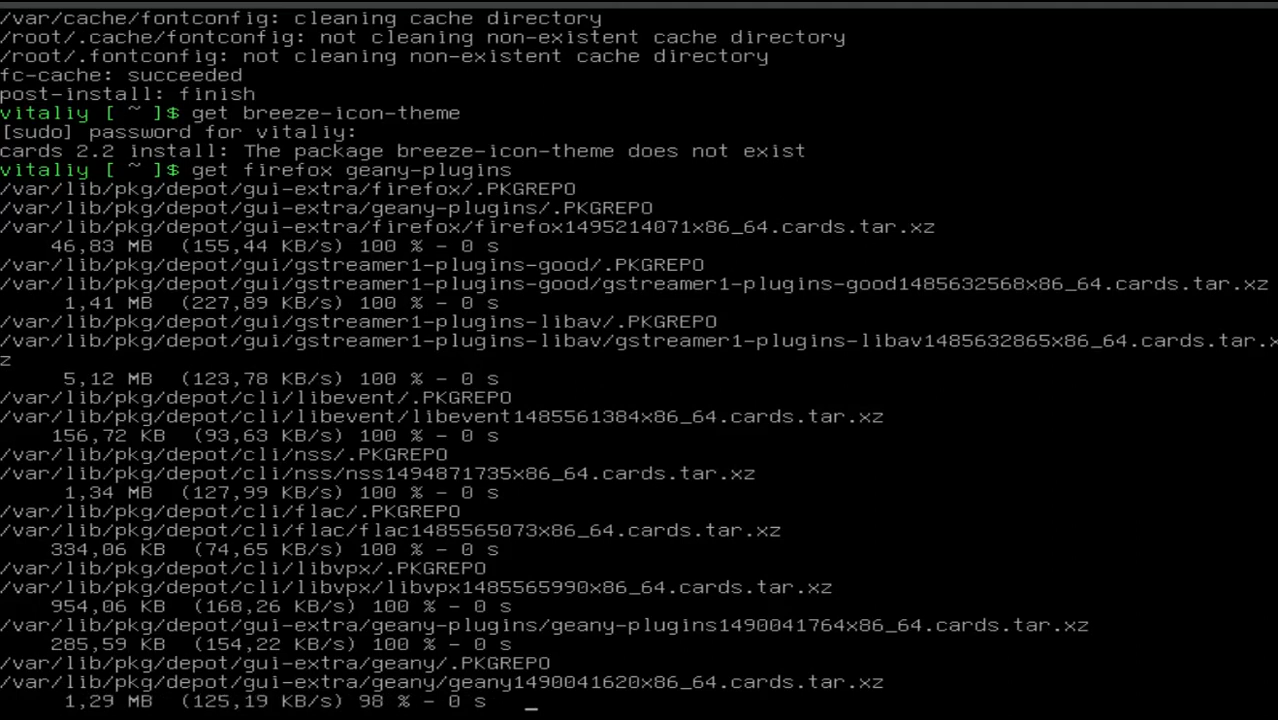 /var/cache/fontconfig: cleaning cache directory
/root/.cache/fontconfig: not cleaning non-existent cache directory
/root/.fontconfig: not cleaning non-existent cache directory
fc-cache: succeeded
post-install: finish
vitaliy [ ~ ]$ get breeze-icon-theme
[sudo] password for vitaliy:
cards 2.2 install: The package breeze-icon-theme does not exist
vitaliy [ ~ ]$ get firefox geany-plugins
/var/lib/pkg/depot/gui-extra/firefox/.PKGREPO
/var/lib/pkg/depot/gui-extra/geany-plugins/.PKGREPO
/var/lib/pkg/depot/gui-extra/firefox/firefox1495214071x86_64.cards.tar.xz
46,83 MB (155,44 KB/s) 100 % - 0 s
/var/lib/pkg/depot/gui/gstreamer1-plugins-good/.PKGREPO
/var/lib/pkg/depot/gui/gstreamer1-plugins-good/gstreamer1-plugins-good1485632568x86_64.cards.tar.xz
1,41 MB (227,89 KB/s) 100 % - 0 s
/var/lib/pkg/depot/gui/gstreamer1-plugins-libav/.PKGREPO
/var/lib/pkg/depot/gui/gstreamer1-plugins-libav/gstreamer1-plugins-libav1485632865x86_64.cards.tar.x
z
5,12 MB (123,78 KB/s) 100 % - 0 s
/var/lib/pkg/depot/cli/libevent/.PKGREPO
/var/lib/pkg/depot/cli/libevent/libevent1485561384x86_64.cards.tar.xz
156,72 KB (93,63 KB/s) 100 % - 0 s
/var/lib/pkg/depot/cli/nss/.PKGREPO
/var/lib/pkg/depot/cli/nss/nss1494871735x86_64.cards.tar.xz
1,34 MB (127,99 KB/s) 100 % - 0 s
/var/lib/pkg/depot/cli/flac/.PKGREPO
/var/lib/pkg/depot/cli/flac/flac1485565073x86_64.cards.tar.xz
334,06 KB (74,65 KB/s) 100 % - 0 s
/var/lib/pkg/depot/cli/libvpx/.PKGREPO
/var/lib/pkg/depot/cli/libvpx/libvpx1485565990x86_64.cards.tar.xz
954,06 KB (168,26 KB/s) 100 % - 0 s
/var/lib/pkg/depot/gui-extra/geany-plugins/geany-plugins1490041764x86_64.cards.tar.xz
285,59 KB (154,22 KB/s) 100 % - 0 s
/var/lib/pkg/depot/gui-extra/geany/.PKGREPO
/var/lib/pkg/depot/gui-extra/geany/geany1490041620x86_64.cards.tar.xz
1,29 MB (125,19 KB/s) 98 % - 0 s _